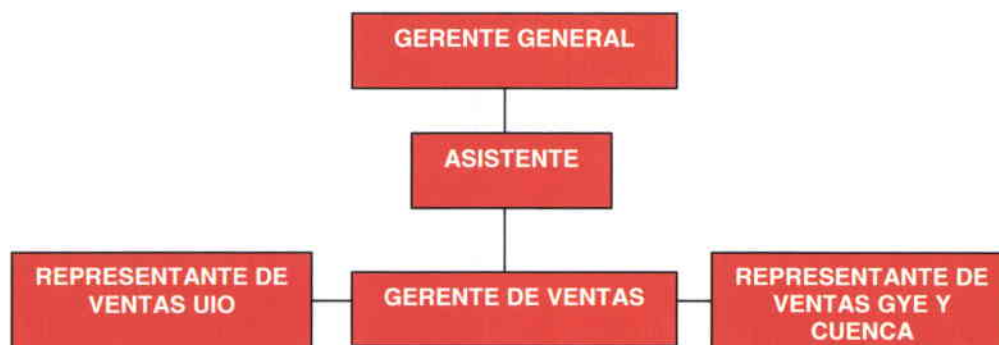 GERENTE GENERAL
ASISTENTE
REPRESENTANTE DE
VENTAS UIO
GERENTE DE VENTAS
REPRESENTANTE DE
VENTAS GYE Y
CUENCA